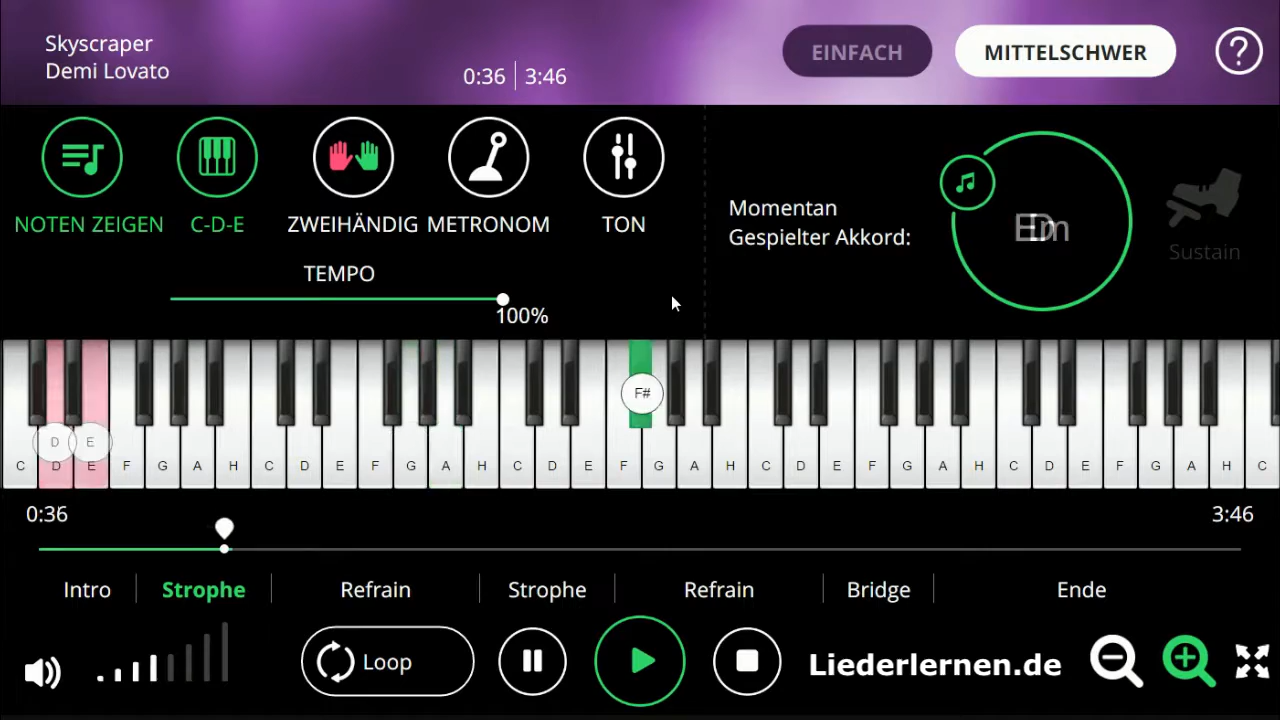 Skyscraper
Demi Lovato
0:36 3:46
EINFACH
MITTELSCHWER
?
NOTEN ZEIGEN
C-D-E
ZWEIHÄNDIG
METRONOM
TON
TEMPO
100%
Momentan
Gespielter Akkord:
Sustain
F#
D E
C D E F G A H C D E F G A H C D E F G A H C D E F G A H C D E F G A H C
0:36
3:46
Intro
Strophe
Refrain
Strophe
Refrain
Bridge
Ende
Loop
Liederlernen.de